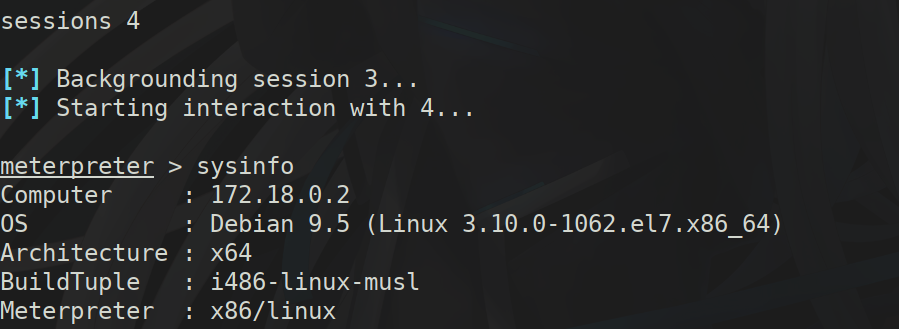 sessions 4
[*] Backgrounding session 3...
[*] Starting interaction with 4...
meterpreter > sysinfo
Computer     : 172.18.0.2
OS           : Debian 9.5 (Linux 3.10.0-1062.el7.x86_64)
Architecture : x64
BuildTuple   : i486-linux-musl
Meterpreter  : x86/linux